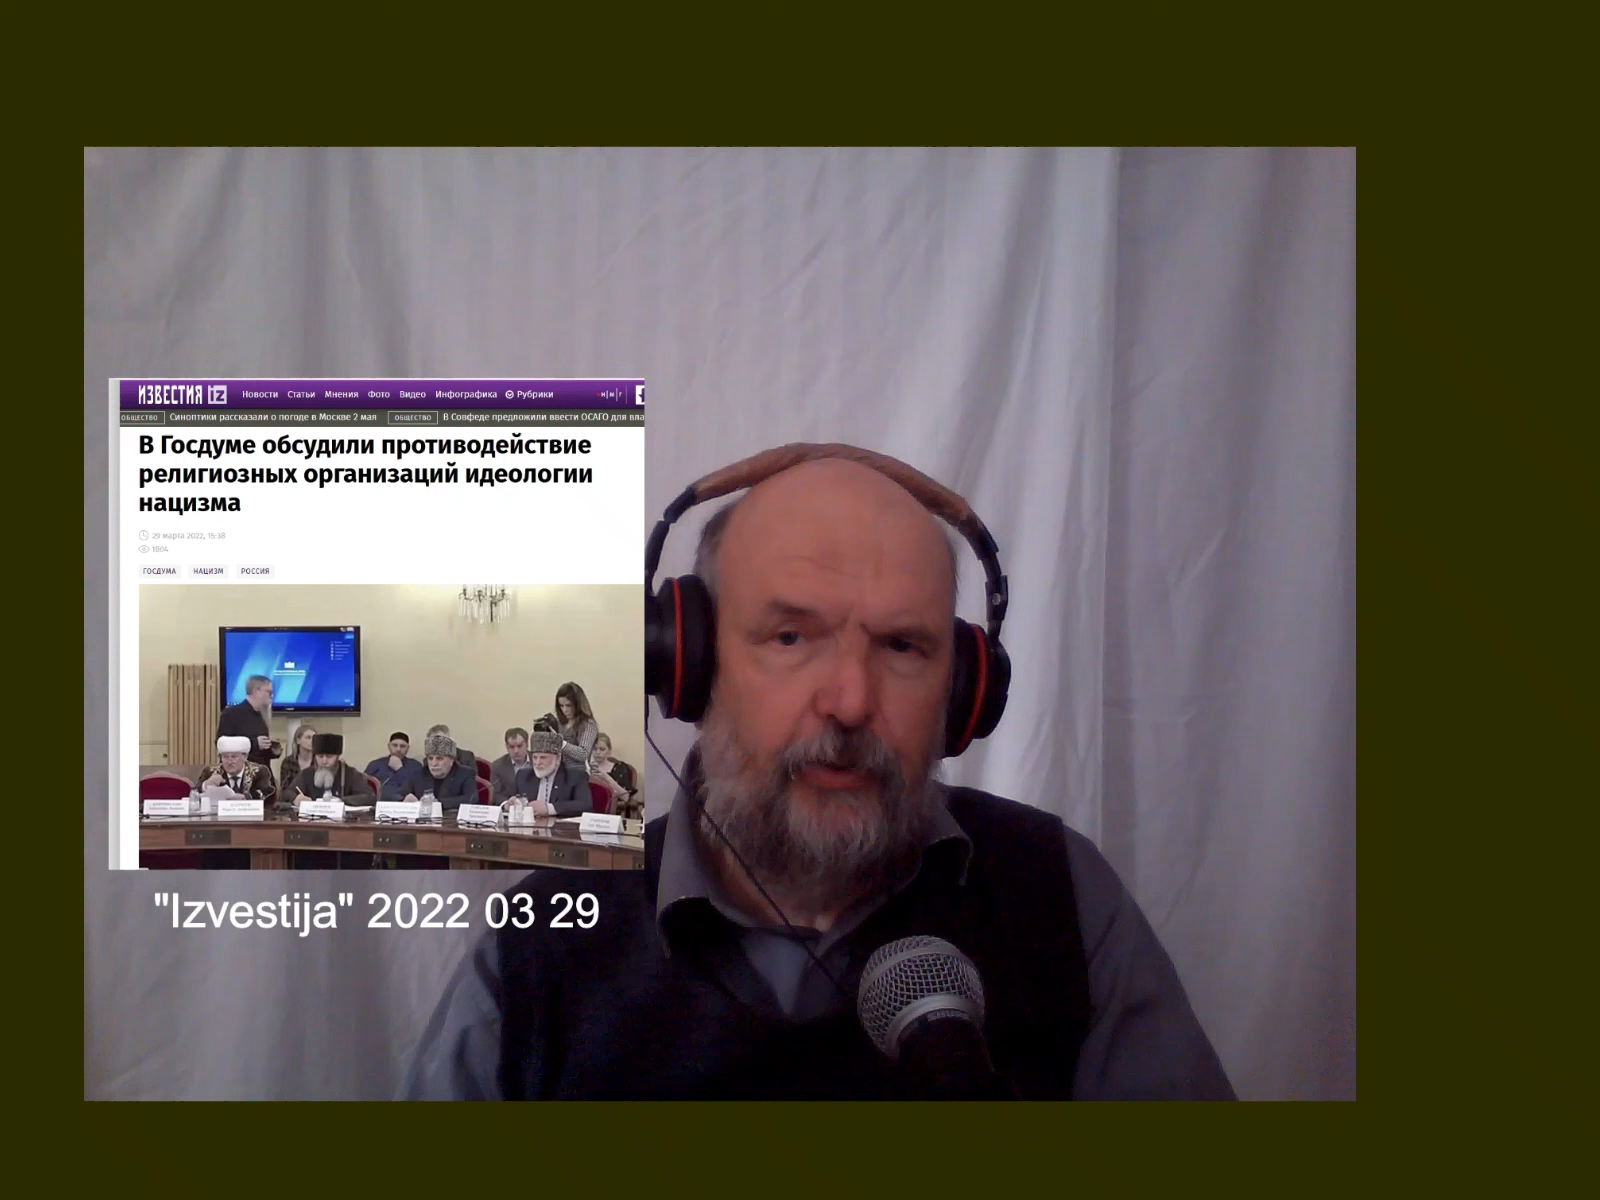 ИЗВЕСТИЯ iz Новости Статьи Мнения Фото Видео Инфографика Рубрики
ОБЩЕСТВО Синоптики рассказали о погоде в Москве 2 мая ОБЩЕСТВО В Совфеде предложили ввести ОСАГО для вла
В Госдуме обсудили противодействие
религиозных организаций идеологии
нацизма
29 марта 2022, 15:38
1804
ГОСДУМА НАЦИЗМ РОССИЯ
"Izvestija" 2022 03 29
SHURE